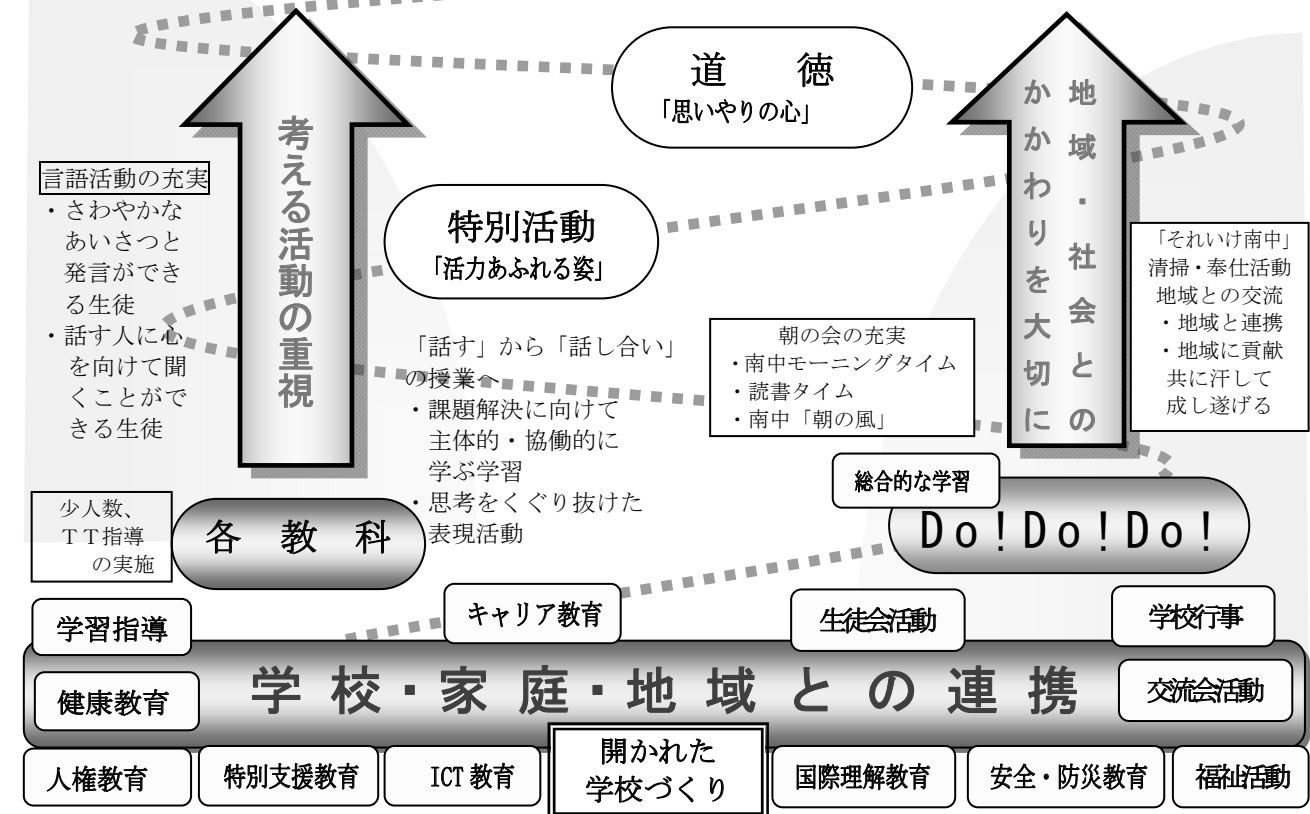 道　徳
「思いやりの心」
考える活動の重視
地域・社会との
かかわりを大切に
言語活動の充実
・さわやかな
あいさつと
発言ができ
る生徒
・話す人に心
を向けて聞
くことがで
きる生徒
特別活動
「活力あふれる姿」
「それいけ南中」
清掃・奉仕活動
地域との交流
・地域と連携
・地域に貢献
共に汗して
成し遂げる
「話す」から「話し合い」
の授業へ
・課題解決に向けて
主体的・協働的に
学ぶ学習
・思考をくぐり抜けた
表現活動
朝の会の充実
・南中モーニングタイム
・読書タイム
・南中「朝の風」
総合的な学習
Do!Do!Do!
少人数、
TT指導
の実施
各教科
学習指導
キャリア教育
生徒会活動
学校行事
健康教育
学校・家庭・地域との連携
交流会活動
人権教育
特別支援教育
ICT教育
開かれた
学校づくり
国際理解教育
安全・防災教育
福祉活動